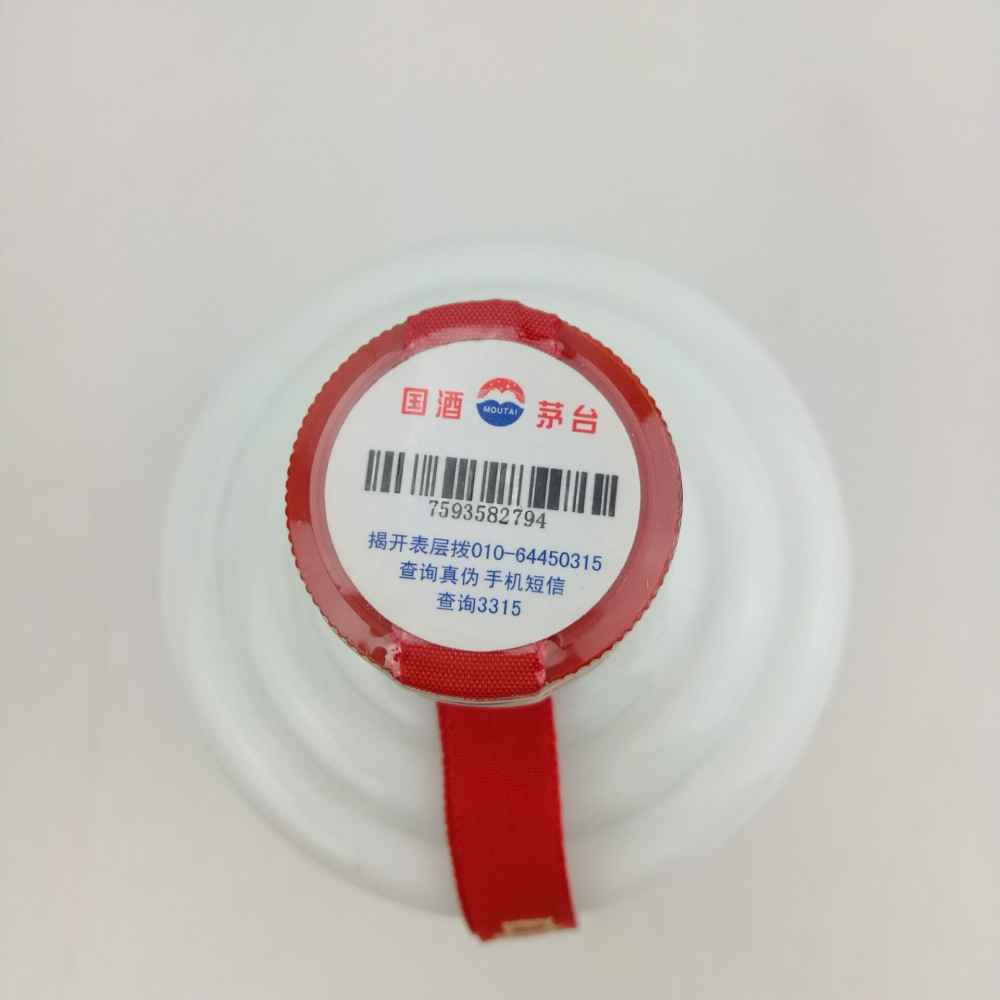 国酒 MOUTAI 茅台
7593582794
揭开表层拨010-64450315
查询真伪 手机短信
查询3315